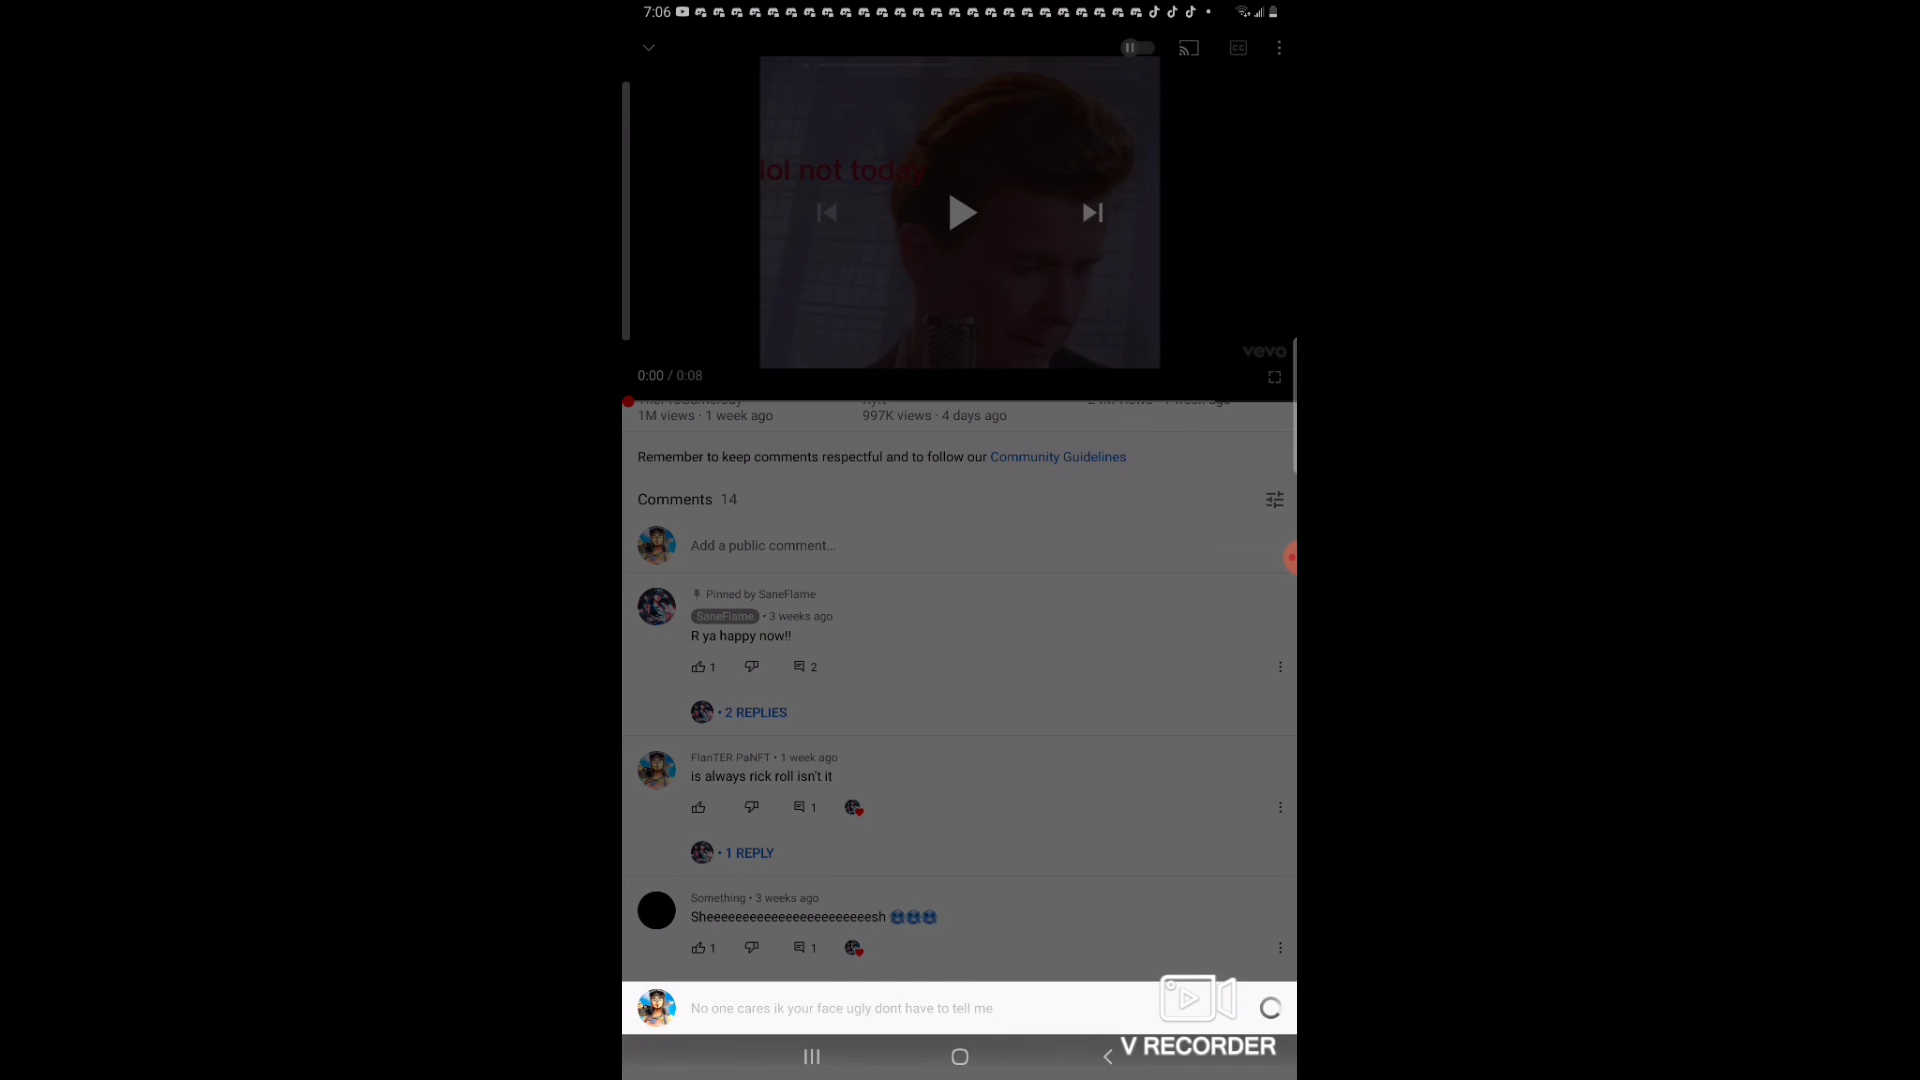 7:06
lol not today
vevo
0:00 / 0:08
1M views · 1 week ago
997K views · 4 days ago
Remember to keep comments respectful and to follow our Community Guidelines
Comments 14
Add a public comment...
Pinned by SaneFlame
SaneFlame • 3 weeks ago
R ya happy now!!
1
2
• 2 REPLIES
FlanTER PaNFT • 1 week ago
is always rick roll isn't it
1
• 1 REPLY
Something • 3 weeks ago
Sheeeeeeeeeeeeeeeeeeeeeeesh 
1
1
No one cares ik your face ugly dont have to tell me
V RECORDER